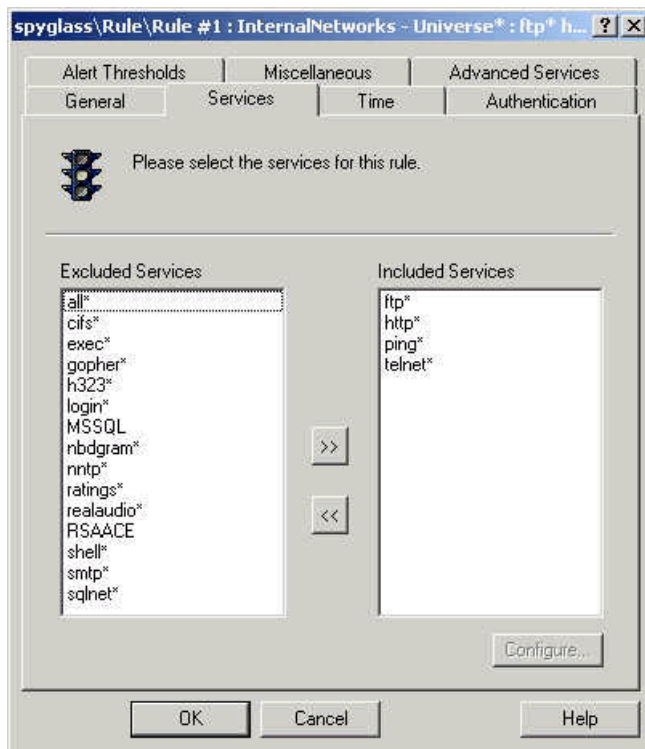 spyglass\Rule\Rule #1 : InternalNetworks - Universe* : ftp* h...
Alert Thresholds Miscellaneous Advanced Services
General Services Time Authentication
Please select the services for this rule.
Excluded Services
all*
cifs*
exec*
gopher*
h323*
login*
MSSQL
nbdgram*
nntp*
ratings*
realaudio*
RSAACE
shell*
smtp*
sqlnet*
>>
<<
Included Services
ftp*
http*
ping*
telnet*
Configure...
OK Cancel Help